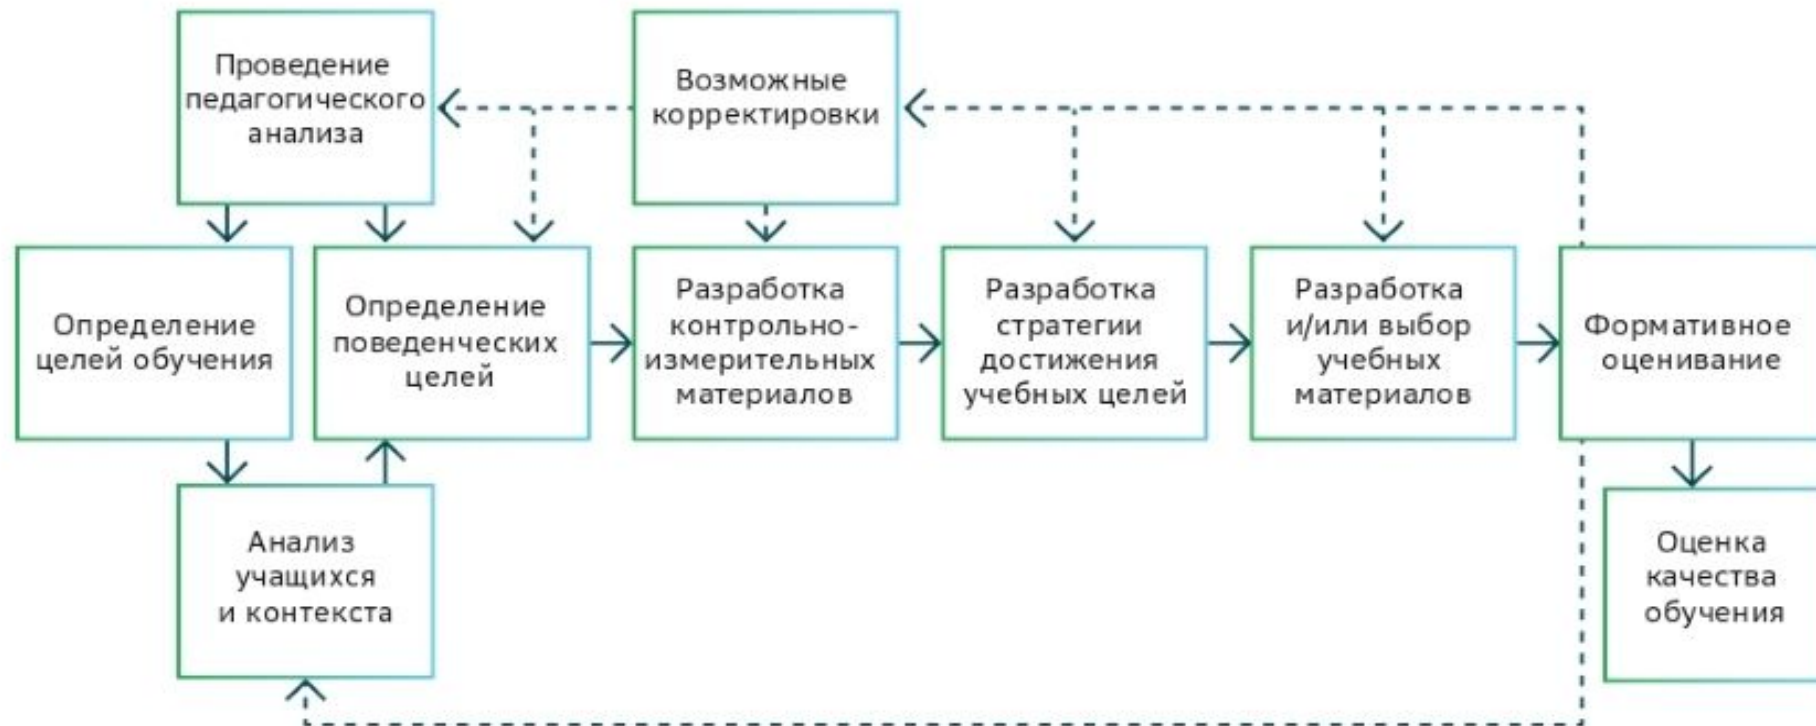 Проведение
педагогического
анализа
Возможные
корректировки
Определение
целей обучения
Определение
поведенческих
целей
Разработка
контрольно-
измерительных
материалов
Разработка
стратегии
достижения
учебных целей
Разработка
и/или выбор
учебных
материалов
Формативное
оценивание
Анализ
учащихся
и контекста
Оценка
качества
обучения